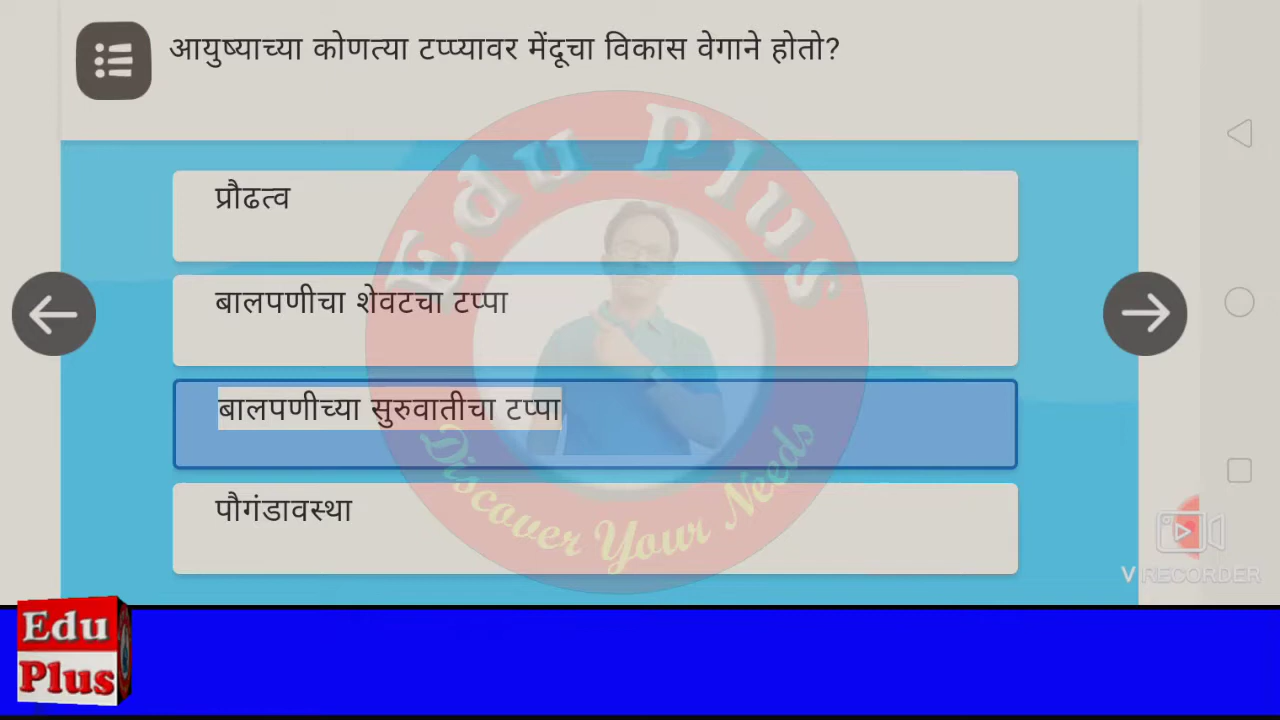 आयुष्याच्या कोणत्या टप्प्यावर मेंदूचा विकास वेगाने होतो?
Edu Plus
प्रौढत्व
बालपणीचा शेवटचा टप्पा
बालपणीच्या सुरुवातीचा टप्पा
पौगंडावस्था
Discover Your Needs
V RECORDER
Edu
Plus